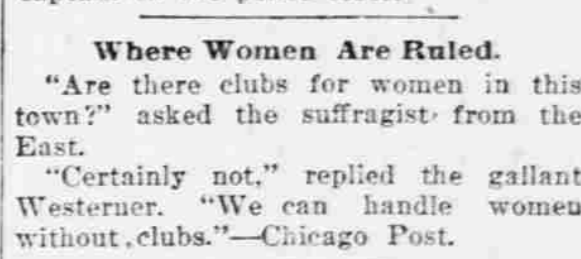 Where Women Are Ruled.
"Are there clubs for women in this
town?" asked the suffragist from the
East.
"Certainly not," replied the gallant
Westerner. "We can handle women
without clubs."—Chicago Post.